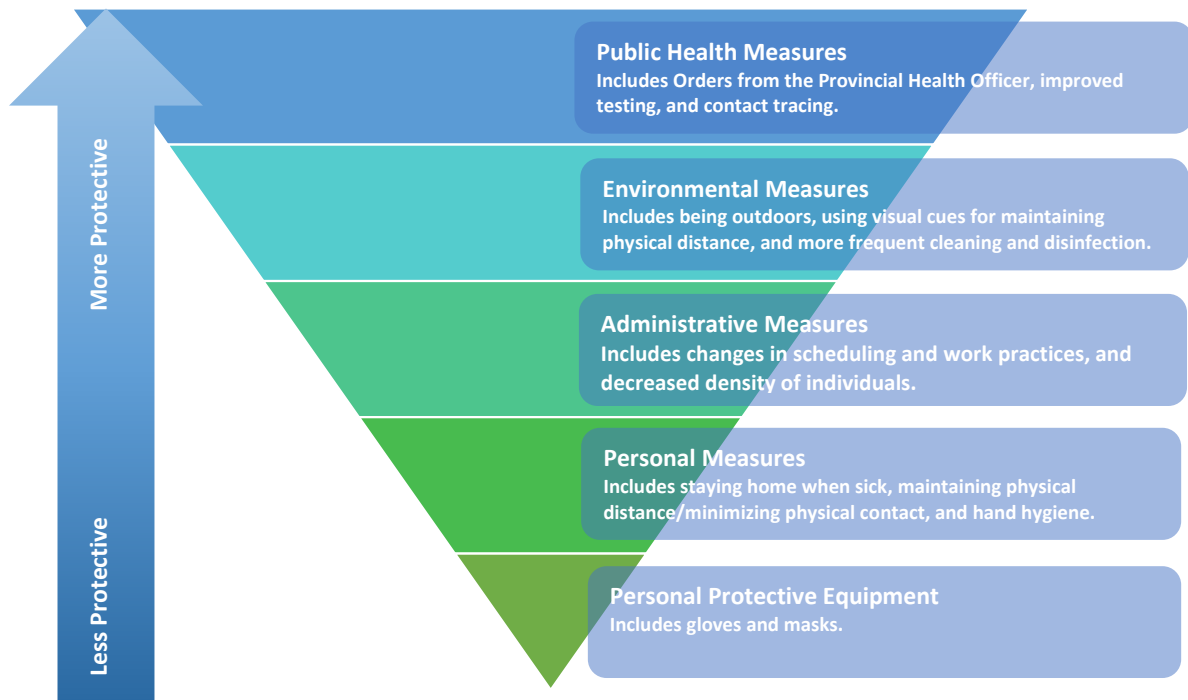 Public Health Measures
Includes Orders from the Provincial Health Officer, improved
testing, and contact tracing.
More Protective
Environmental Measures
Includes being outdoors, using visual cues for maintaining
physical distance, and more frequent cleaning and disinfection.
Administrative Measures
Includes changes in scheduling and work practices, and
decreased density of individuals.
Personal Measures
Includes staying home when sick, maintaining physical
distance/minimizing physical contact, and hand hygiene.
Less Protective
Personal Protective Equipment
Includes gloves and masks.